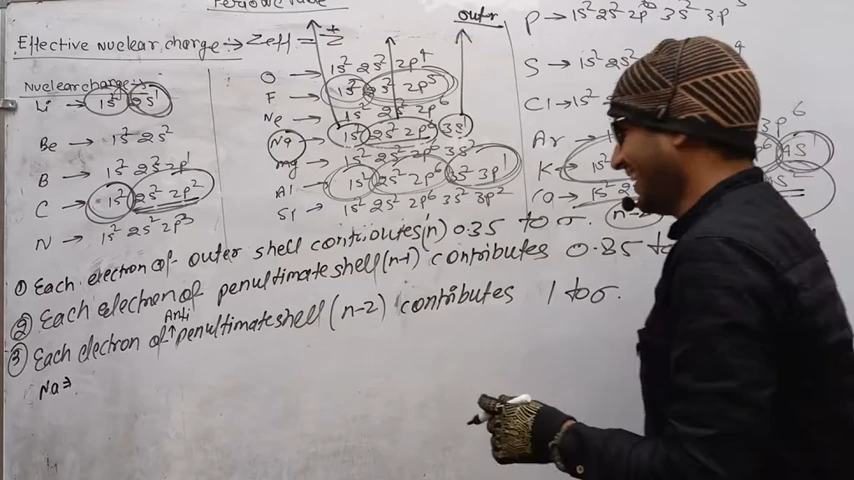 Periodic Table
Effective nuclear charge :→ Zeff = Z
Nuclear charge :-
Li → 1s² 2s¹
Be → 1s² 2s²
B → 1s² 2s² 2p¹
C → 1s² 2s² 2p²
N → 1s² 2s² 2p³
O → 1s² 2s² 2p⁴
F → 1s² 2s² 2p⁵
Ne → 1s² 2s² 2p⁶
Na → 1s² 2s² 2p⁶ 3s¹
Mg → 1s² 2s² 2p⁶ 3s²
Al → 1s² 2s² 2p⁶ 3s² 3p¹
Si → 1s² 2s² 2p⁶ 3s² 3p²
outer
P → 1s² 2s² 2p⁶ 3s² 3p³
S → 1s² 2s²
Cl → 1s²
Ar → 3p⁶
K → 1s² 4s¹
Ca → 1s² 2s²
① Each electron of outer shell contributes (n) 0.35 to σ.
② Each electron of penultimate shell (n-1) contributes 0.85 to
③ Each electron of Anti penultimate shell (n-2) contributes 1 to σ.
Na ⇒